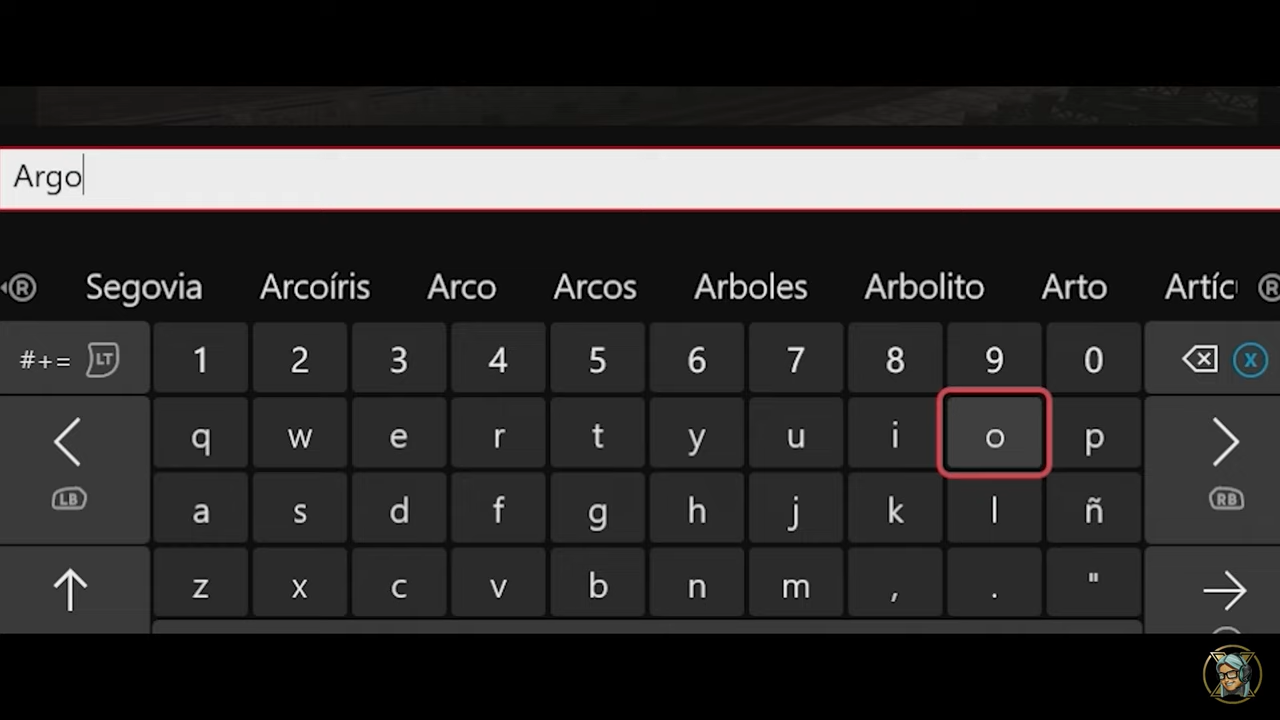 Argo
Segovia Arcoíris Arco Arcos Arboles Arbolito Arto Artíc
#+= LT 1 2 3 4 5 6 7 8 9 0 X
q w e r t y u i o p
LB a s d f g h j k l ñ RB
z x c v b n m , . "